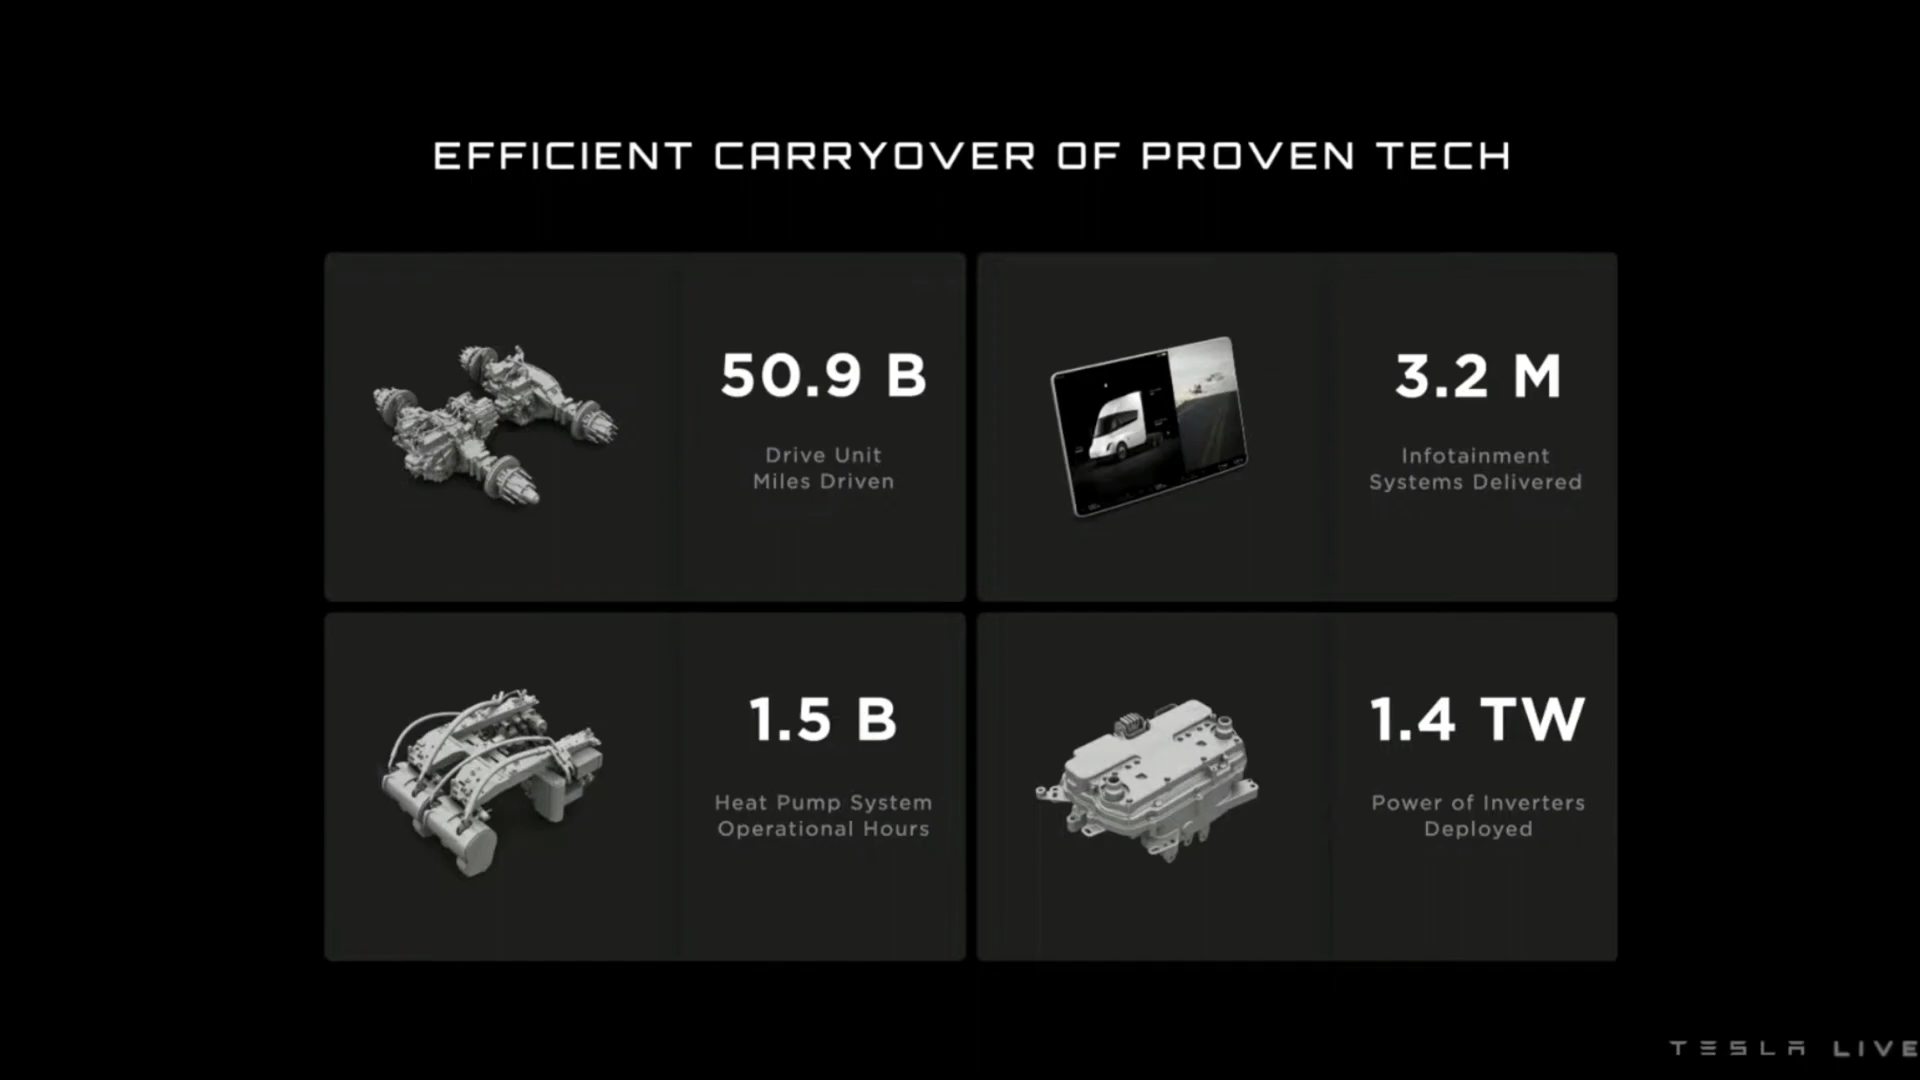 EFFICIENT CARRYOVER OF PROVEN TECH
50.9 B
Drive Unit
Miles Driven
3.2 M
Infotainment
Systems Delivered
1.5 B
Heat Pump System
Operational Hours
1.4 TW
Power of Inverters
Deployed
TESLA LIVE